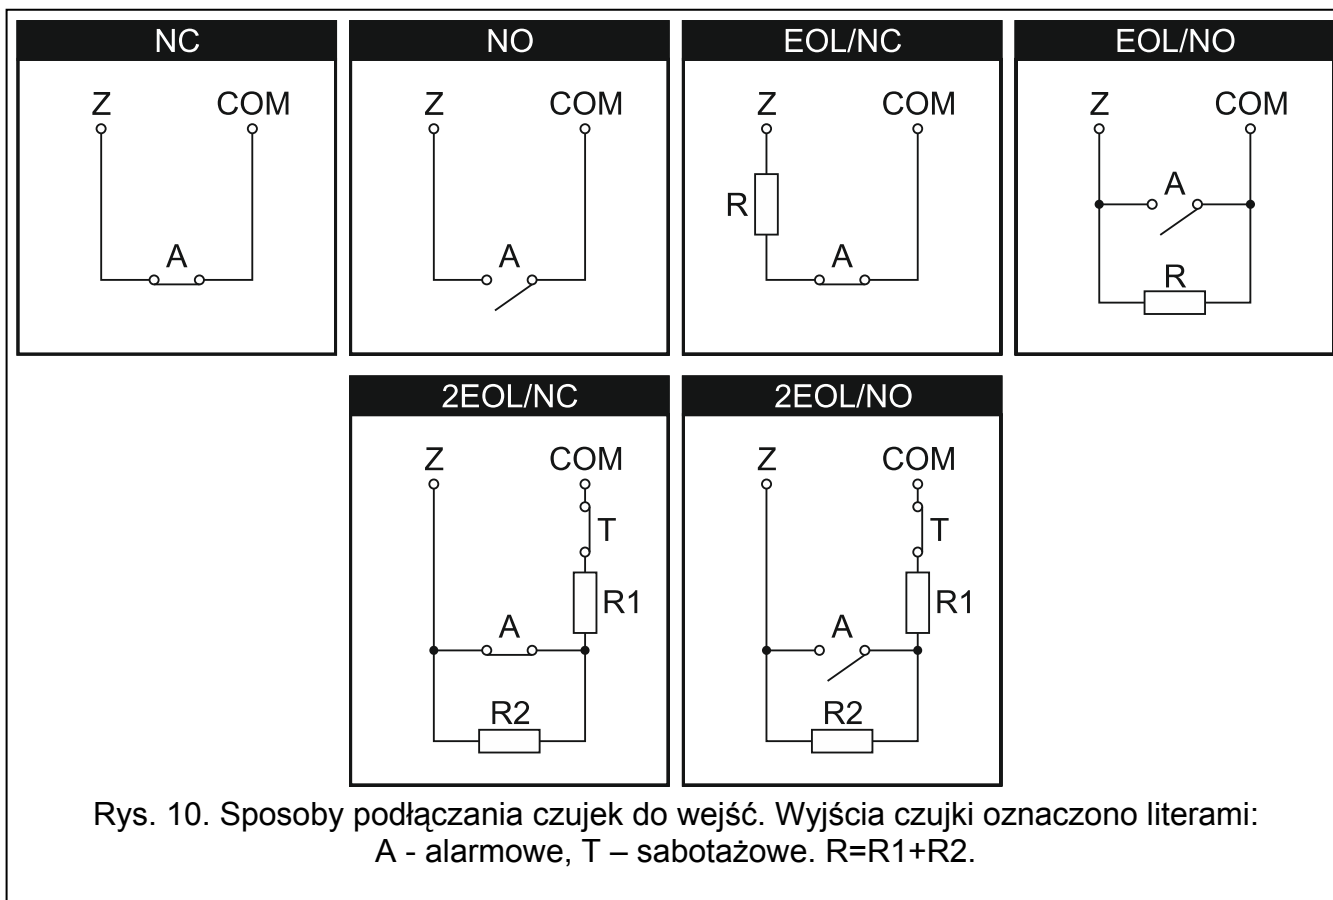 NC
NO
EOL/NC
EOL/NO
Z COM
A
Z COM
A
Z COM
R
A
Z COM
A
R
2EOL/NC
2EOL/NO
Z COM
T
R1
A
R2
Z COM
T
R1
A
R2
Rys. 10. Sposoby podłączania czujek do wejść. Wyjścia czujki oznaczono literami:
A - alarmowe, T – sabotażowe. R=R1+R2.